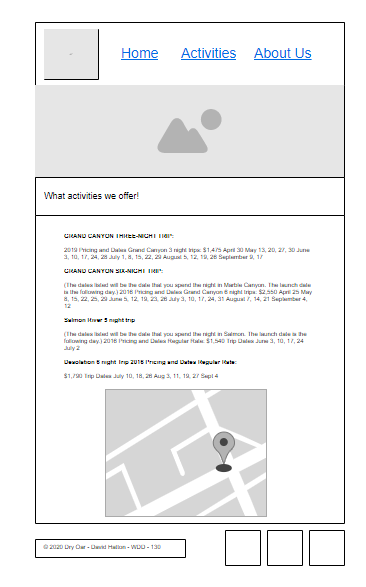 Home Activities About Us
What activities we offer!
GRAND CANYON THREE-NIGHT TRIP:
2019 Pricing and Dates Grand Canyon 3 night trips: $1,475 April 30 May 13, 20, 27, 30 June
3, 10, 17, 24, 28 July 1, 8, 15, 22, 29 August 5, 12, 19, 26 September 9, 17
GRAND CANYON SIX-NIGHT TRIP:
(The dates listed will be the date that you spend the night in Marble Canyon. The launch date
is the following day.) 2016 Pricing and Dates Grand Canyon 6 night trips: $2,550 April 25 May
8, 15, 22, 25, 29 June 5, 12, 19, 23, 26 July 3, 10, 17, 24, 31 August 7, 14, 21 September 4,
12
Salmon River 5 night trip
(The dates listed will be the date that you spend the night in Salmon. The launch date is the
following day.) 2016 Pricing and Dates Regular Rate: $1,540 Trip Dates June 3, 10, 17, 24
July 2
Desolation 6 night Trip 2016 Pricing and Dates Regular Rate:
$1,790 Trip Dates July 10, 18, 26 Aug 3, 11, 19, 27 Sept 4
© 2020 Dry Oar - David Hatton - WDD - 130